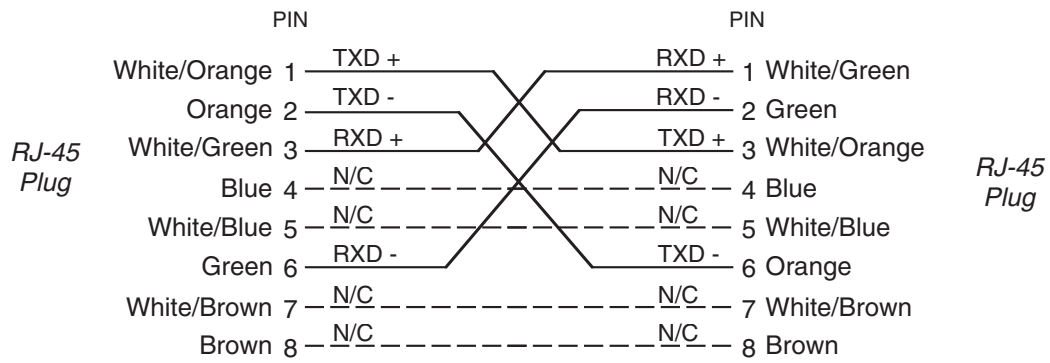 PIN PIN
White/Orange 1 TXD + RXD + 1 White/Green
Orange 2 TXD - RXD - 2 Green
White/Green 3 RXD + TXD + 3 White/Orange
RJ-45 Plug RJ-45 Plug
Blue 4 N/C N/C 4 Blue
White/Blue 5 N/C N/C 5 White/Blue
Green 6 RXD - TXD - 6 Orange
White/Brown 7 N/C N/C 7 White/Brown
Brown 8 N/C N/C 8 Brown